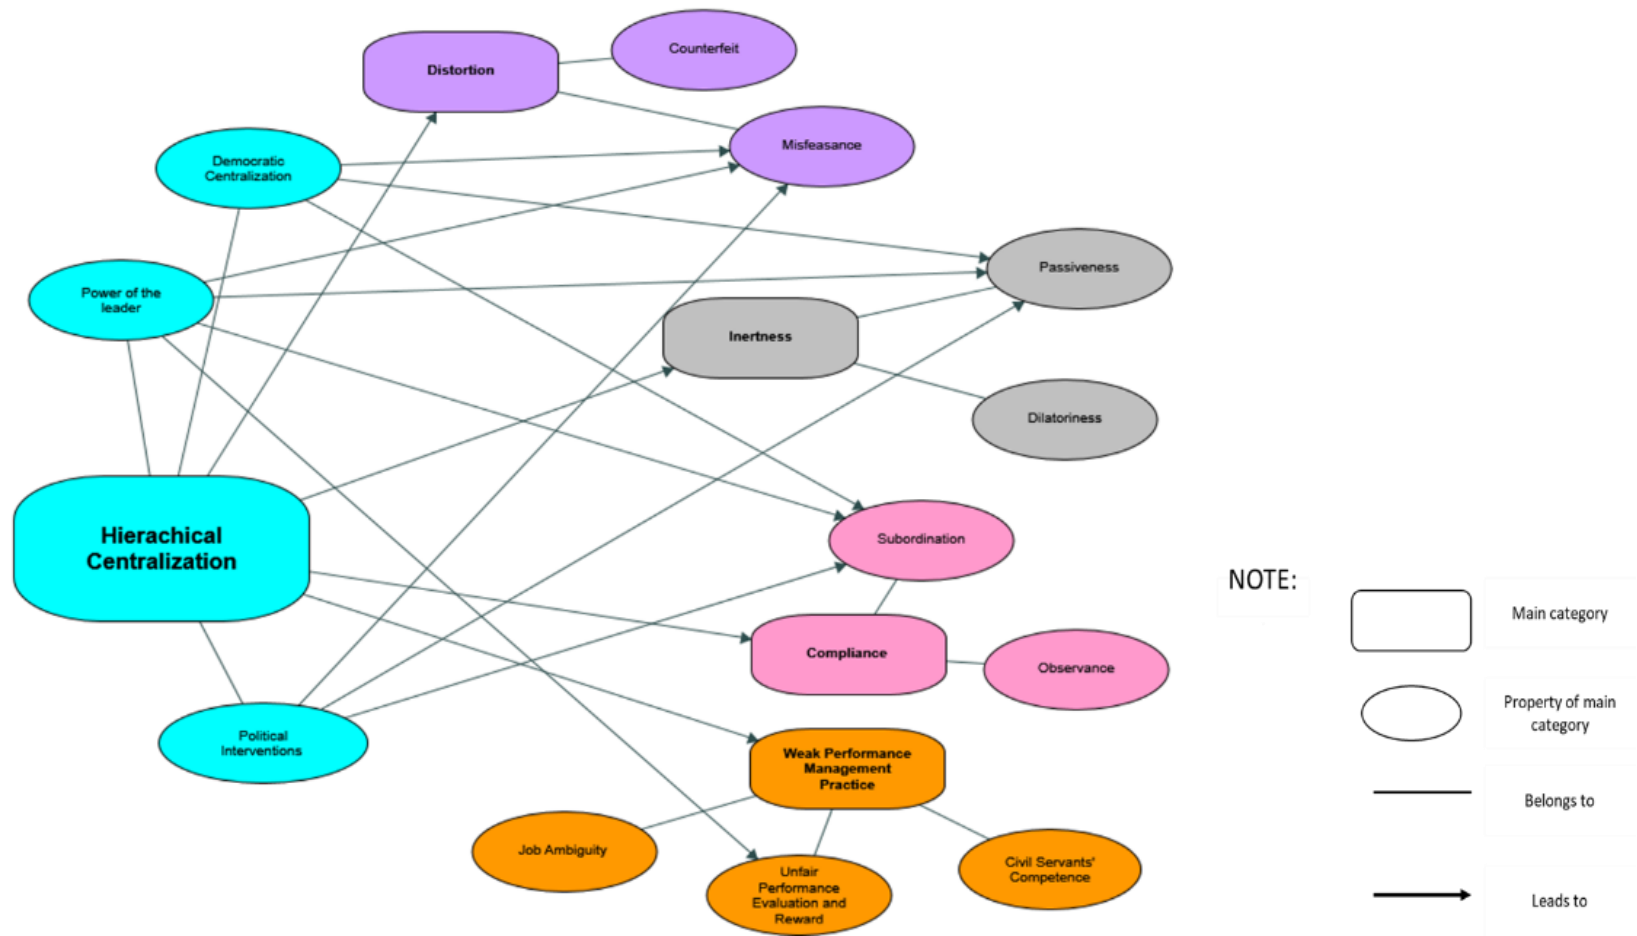 Counterfeit
Distortion
Misfeasance
Democratic
Centralization
Passiveness
Power of the
leader
Inertness
Dilatoriness
Hierachical
Centralization
Subordination
Compliance
Observance
Political
Interventions
Weak Performance
Management
Practice
Job Ambiguity
Unfair
Performance
Evaluation and
Reward
Civil Servants'
Competence
NOTE:
Main category
Property of main
category
Belongs to
Leads to